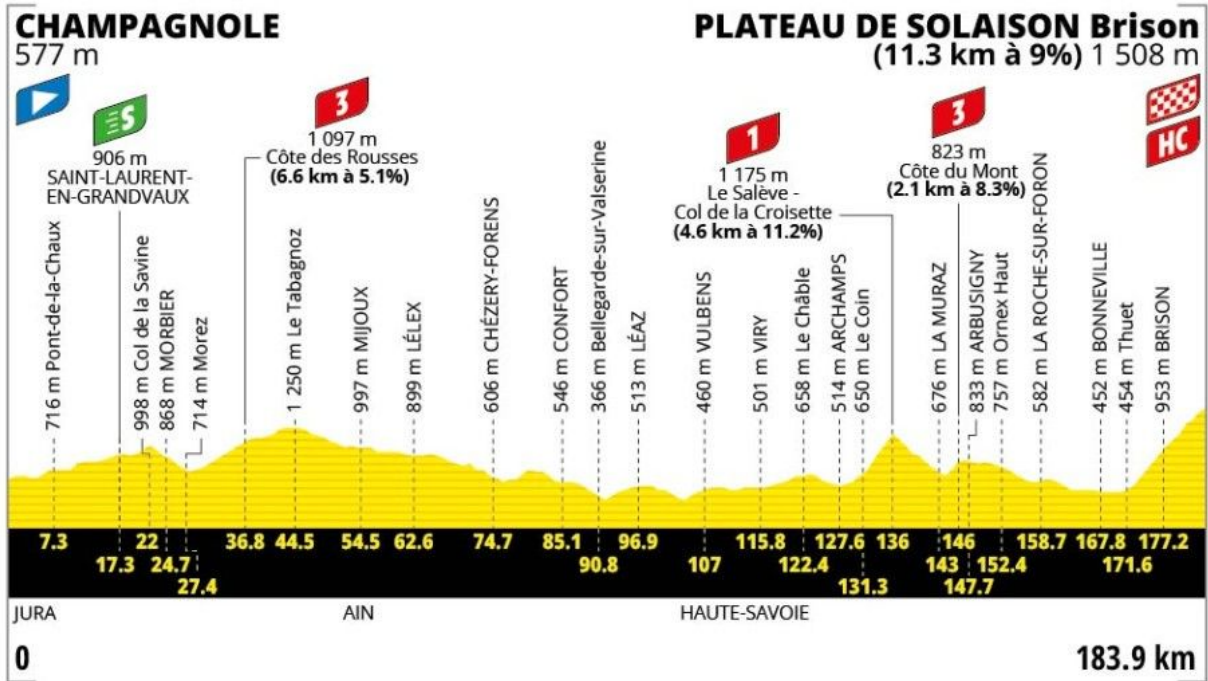 CHAMPAGNOLE
577 m
PLATEAU DE SOLAISON Brison
(11.3 km à 9%) 1 508 m
S
906 m
SAINT-LAURENT-
EN-GRANDVAUX
3
1 097 m
Côte des Rousses
(6.6 km à 5.1%)
1
1 175 m
Le Salève -
Col de la Croisette
(4.6 km à 11.2%)
3
823 m
Côte du Mont
(2.1 km à 8.3%)
HC
716 m Pont-de-la-Chaux
998 m Col de la Savine
868 m MORBIER
714 m Morez
1 250 m Le Tabagnoz
997 m MIJOUX
899 m LÉLEX
606 m CHÉZERY-FORENS
546 m CONFORT
366 m Bellegarde-sur-Valserine
513 m LÉAZ
460 m VULBENS
501 m VIRY
658 m Le Châble
514 m ARCHAMPS
650 m Le Coin
676 m LA MURAZ
833 m ARBUSIGNY
757 m Ornex Haut
582 m LA ROCHE-SUR-FORON
452 m BONNEVILLE
454 m Thuet
953 m BRISON
7.3 22 36.8 44.5 54.5 62.6 74.7 85.1 96.9 115.8 127.6 136 146 158.7 167.8 177.2
17.3 24.7 90.8 107 122.4 143 152.4 171.6
27.4 131.3 147.7
JURA AIN HAUTE-SAVOIE
0 183.9 km